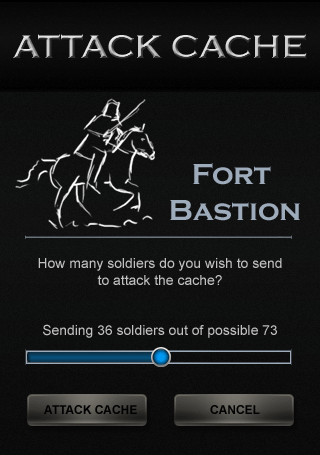 ATTACK CACHE
FORT
BASTION
How many soldiers do you wish to send
to attack the cache?
Sending 36 soldiers out of possible 73
ATTACK CACHE
CANCEL